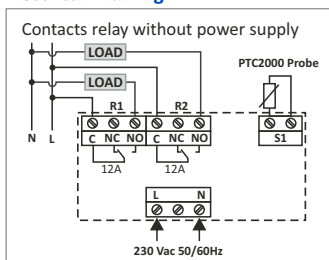 Contacts relay without power supply
LOAD
PTC2000 Probe
LOAD
R1 R2
N L
C NC NO C NC NO S1
12A 12A
L N
230 Vac 50/60Hz